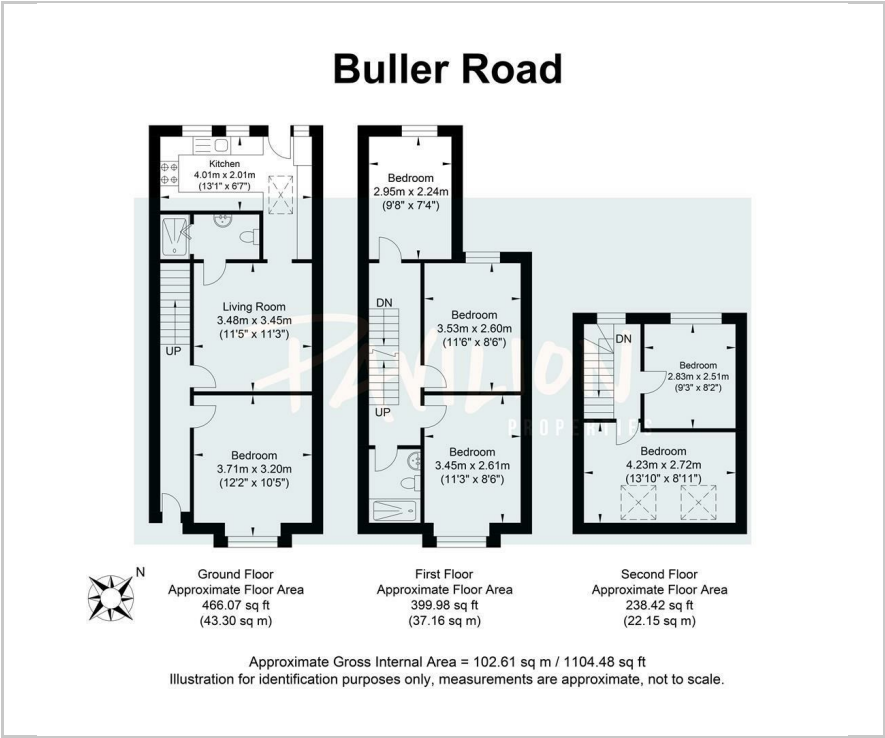 Buller Road
Kitchen
4.01m x 2.01m
(13'1" x 6'7")
Living Room
3.48m x 3.45m
(11'5" x 11'3")
UP
Bedroom
3.71m x 3.20m
(12'2" x 10'5")
Bedroom
2.95m x 2.24m
(9'8" x 7'4")
DN
Bedroom
3.53m x 2.60m
(11'6" x 8'6")
UP
Bedroom
3.45m x 2.61m
(11'3" x 8'6")
DN
Bedroom
2.83m x 2.51m
(9'3" x 8'2")
Bedroom
4.23m x 2.72m
(13'10" x 8'11")
PAVILION
PROPERTIES
N
Ground Floor
Approximate Floor Area
466.07 sq ft
(43.30 sq m)
First Floor
Approximate Floor Area
399.98 sq ft
(37.16 sq m)
Second Floor
Approximate Floor Area
238.42 sq ft
(22.15 sq m)
Approximate Gross Internal Area = 102.61 sq m / 1104.48 sq ft
Illustration for identification purposes only, measurements are approximate, not to scale.